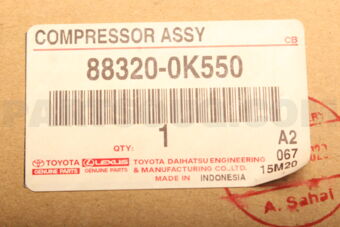 COMPRESSOR ASSY
CB
88320-0K550
QTY:
1
A2
067
15M20
TOYOTA
GENUINE PARTS
LEXUS
GENUINE PARTS
TOYOTA DAIHATSU ENGINEERING
& MANUFACTURING CO.,LTD.
MADE IN INDONESIA
A. Sahal